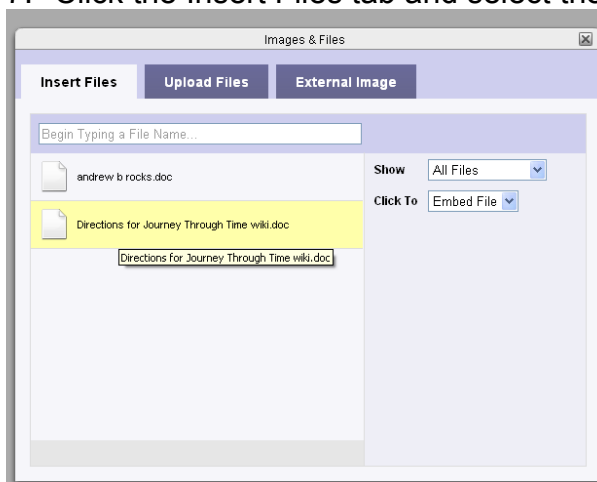 7. Click the Insert Files tab and select the
Images & Files
Insert Files Upload Files External Image
Begin Typing a File Name...
andrew b rocks.doc
Show All Files
Click To Embed File
Directions for Journey Through Time wiki.doc
Directions for Journey Through Time wiki.doc